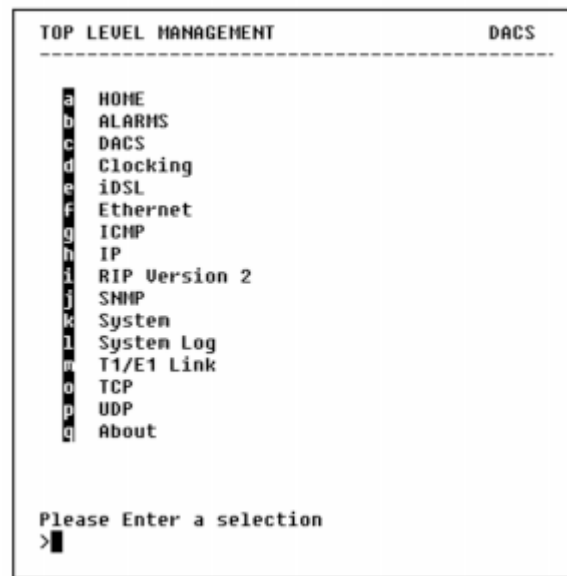 TOP LEVEL MANAGEMENT DACS
--------------------------------------------
a HOME
b ALARMS
c DACS
d Clocking
e iDSL
f Ethernet
g ICMP
h IP
i RIP Version 2
j SNMP
k System
l System Log
m T1/E1 Link
o TCP
p UDP
q About
Please Enter a selection
>